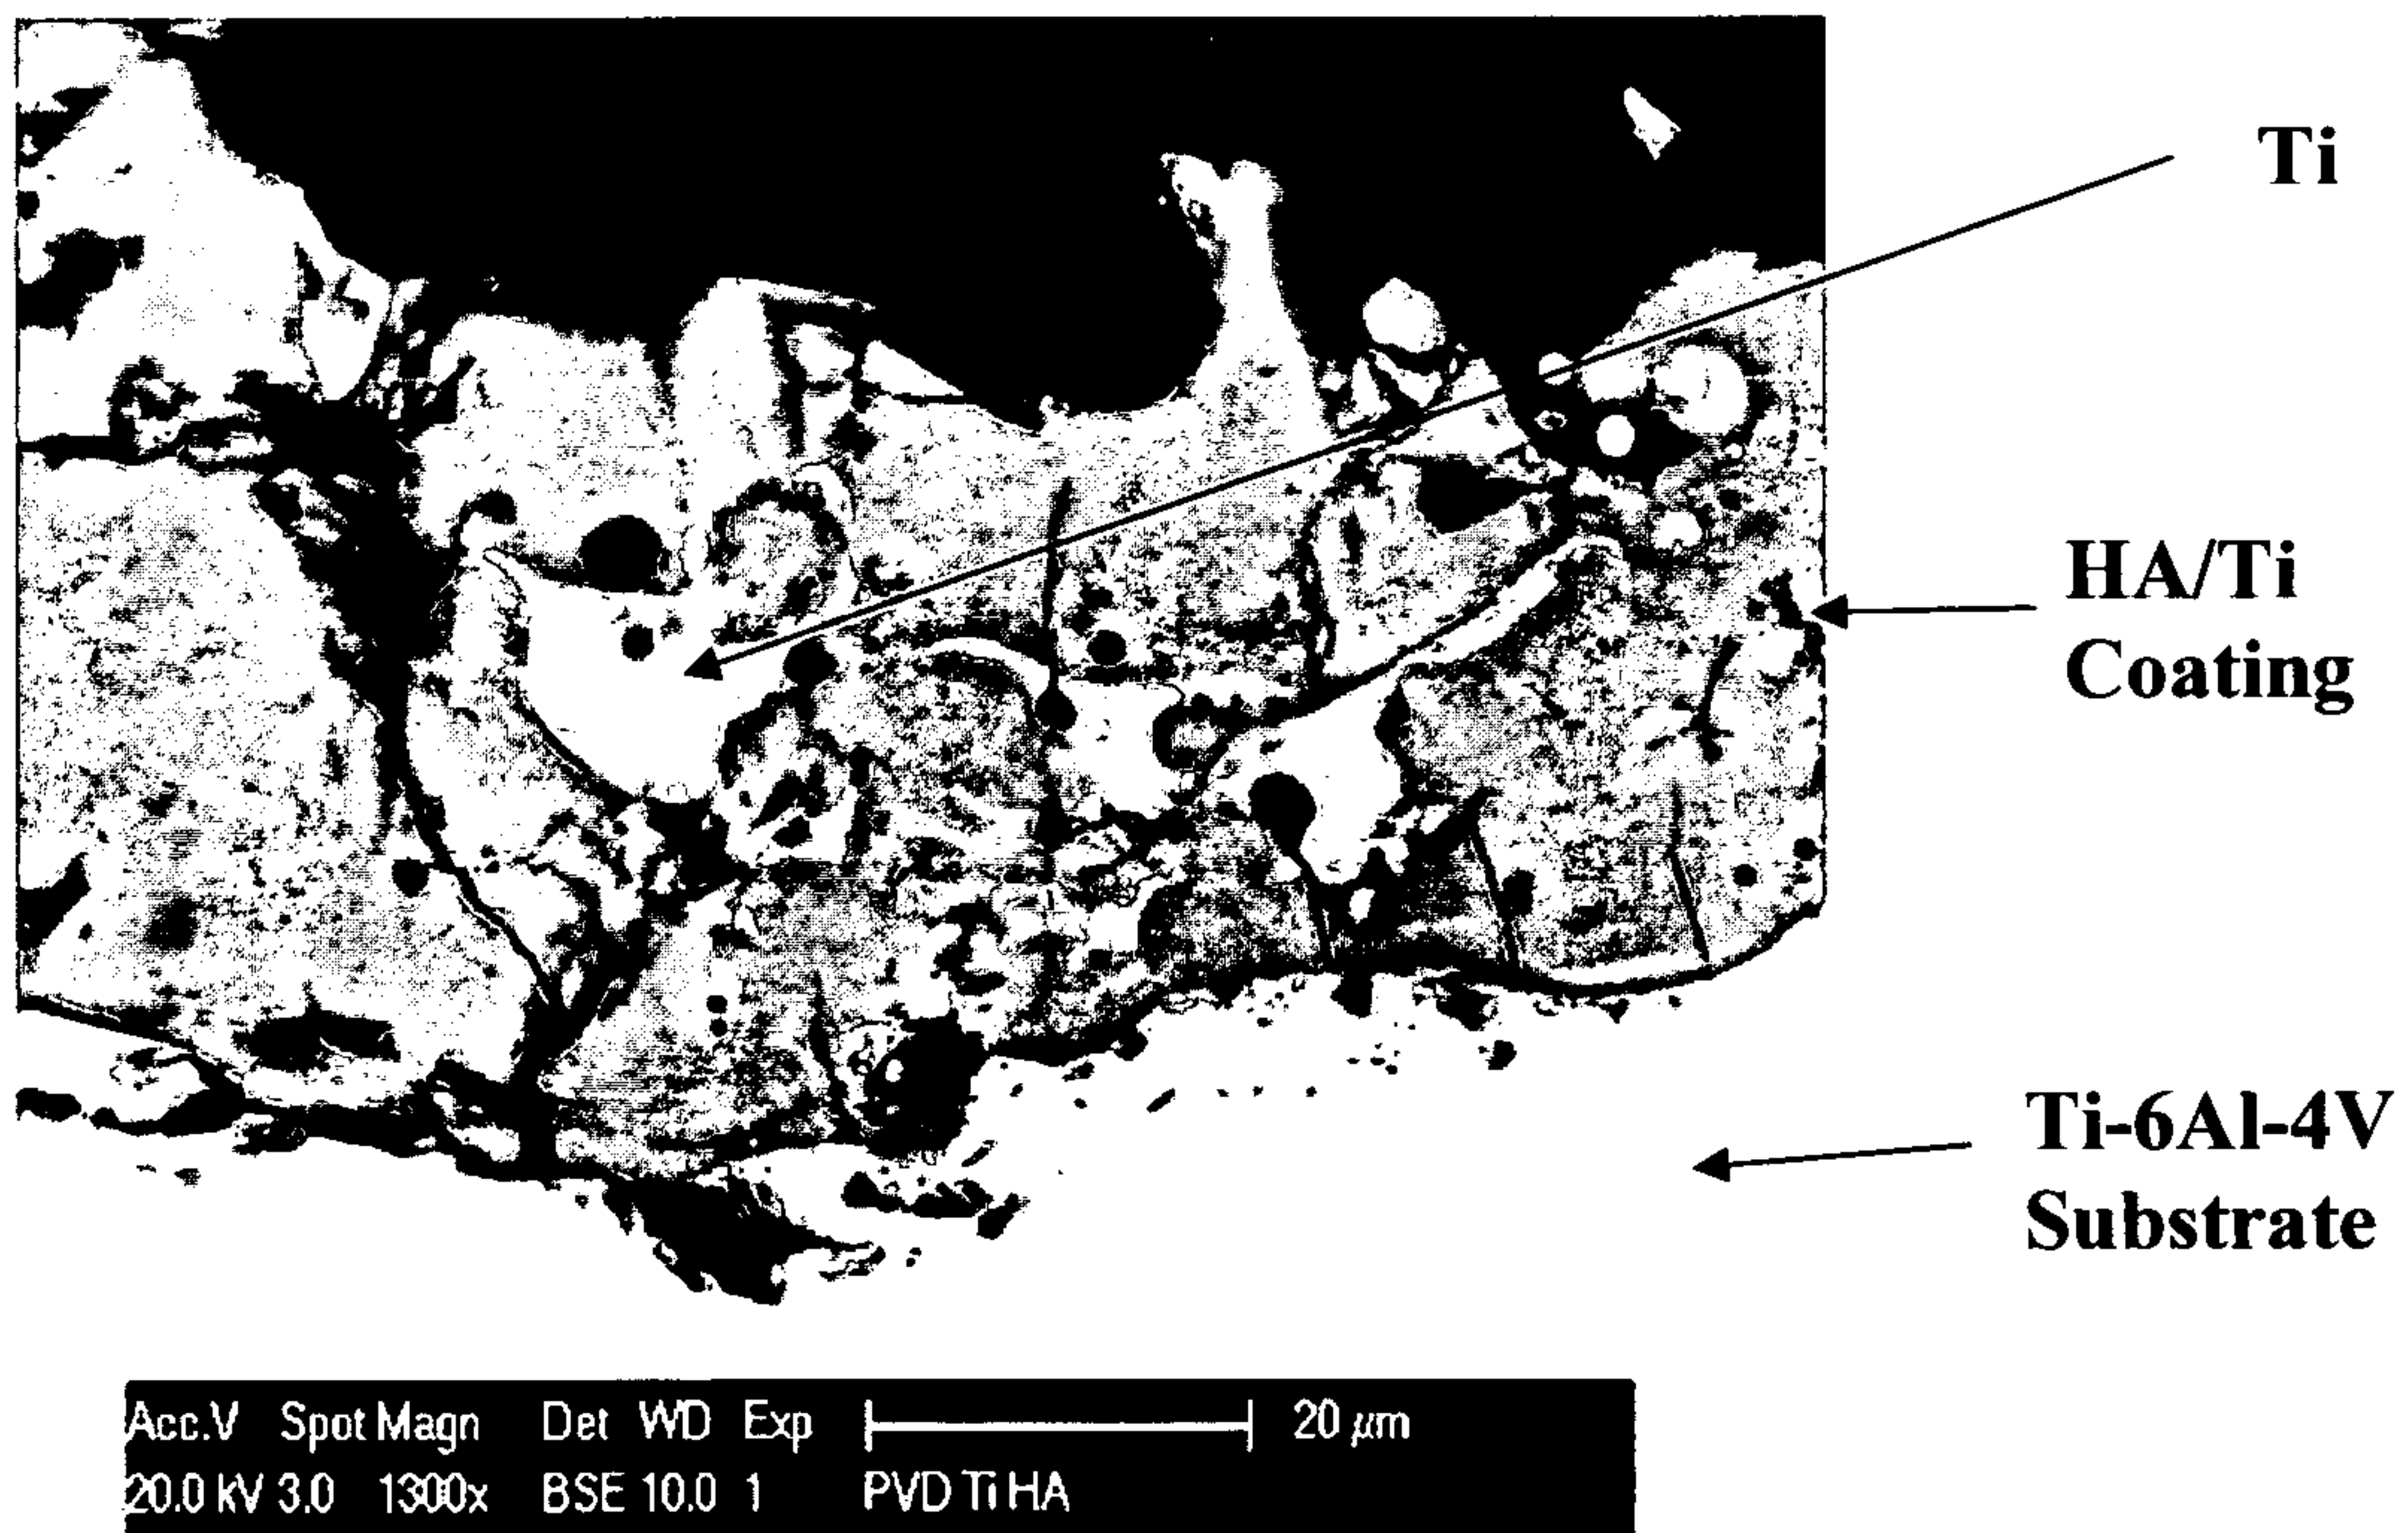 Ti
HA/Ti
Coating
Ti-6Al-4V
Substrate
Acc.V Spot Magn Det WD Exp 20 µm
20.0 kV 3.0 1300x BSE 10.0 1 PVD Ti HA